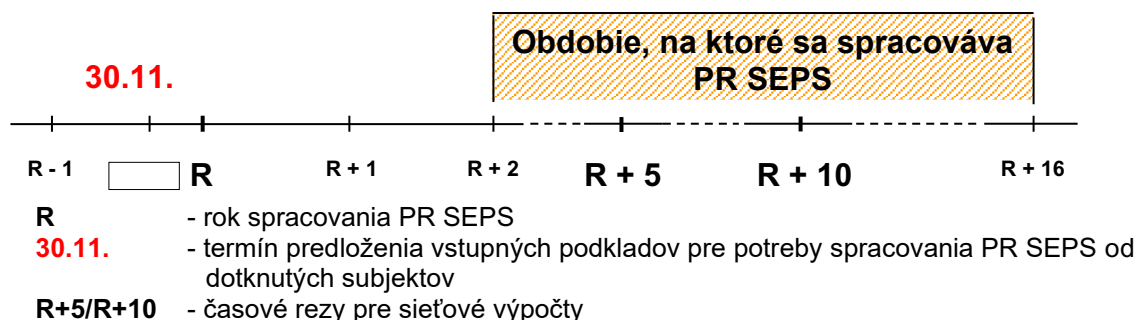 Obdobie, na ktoré sa spracováva
PR SEPS
30.11.
R - 1 R R + 1 R + 2 R + 5 R + 10 R + 16
R - rok spracovania PR SEPS
30.11. - termín predloženia vstupných podkladov pre potreby spracovania PR SEPS od
dotknutých subjektov
R+5/R+10 - časové rezy pre sieťové výpočty